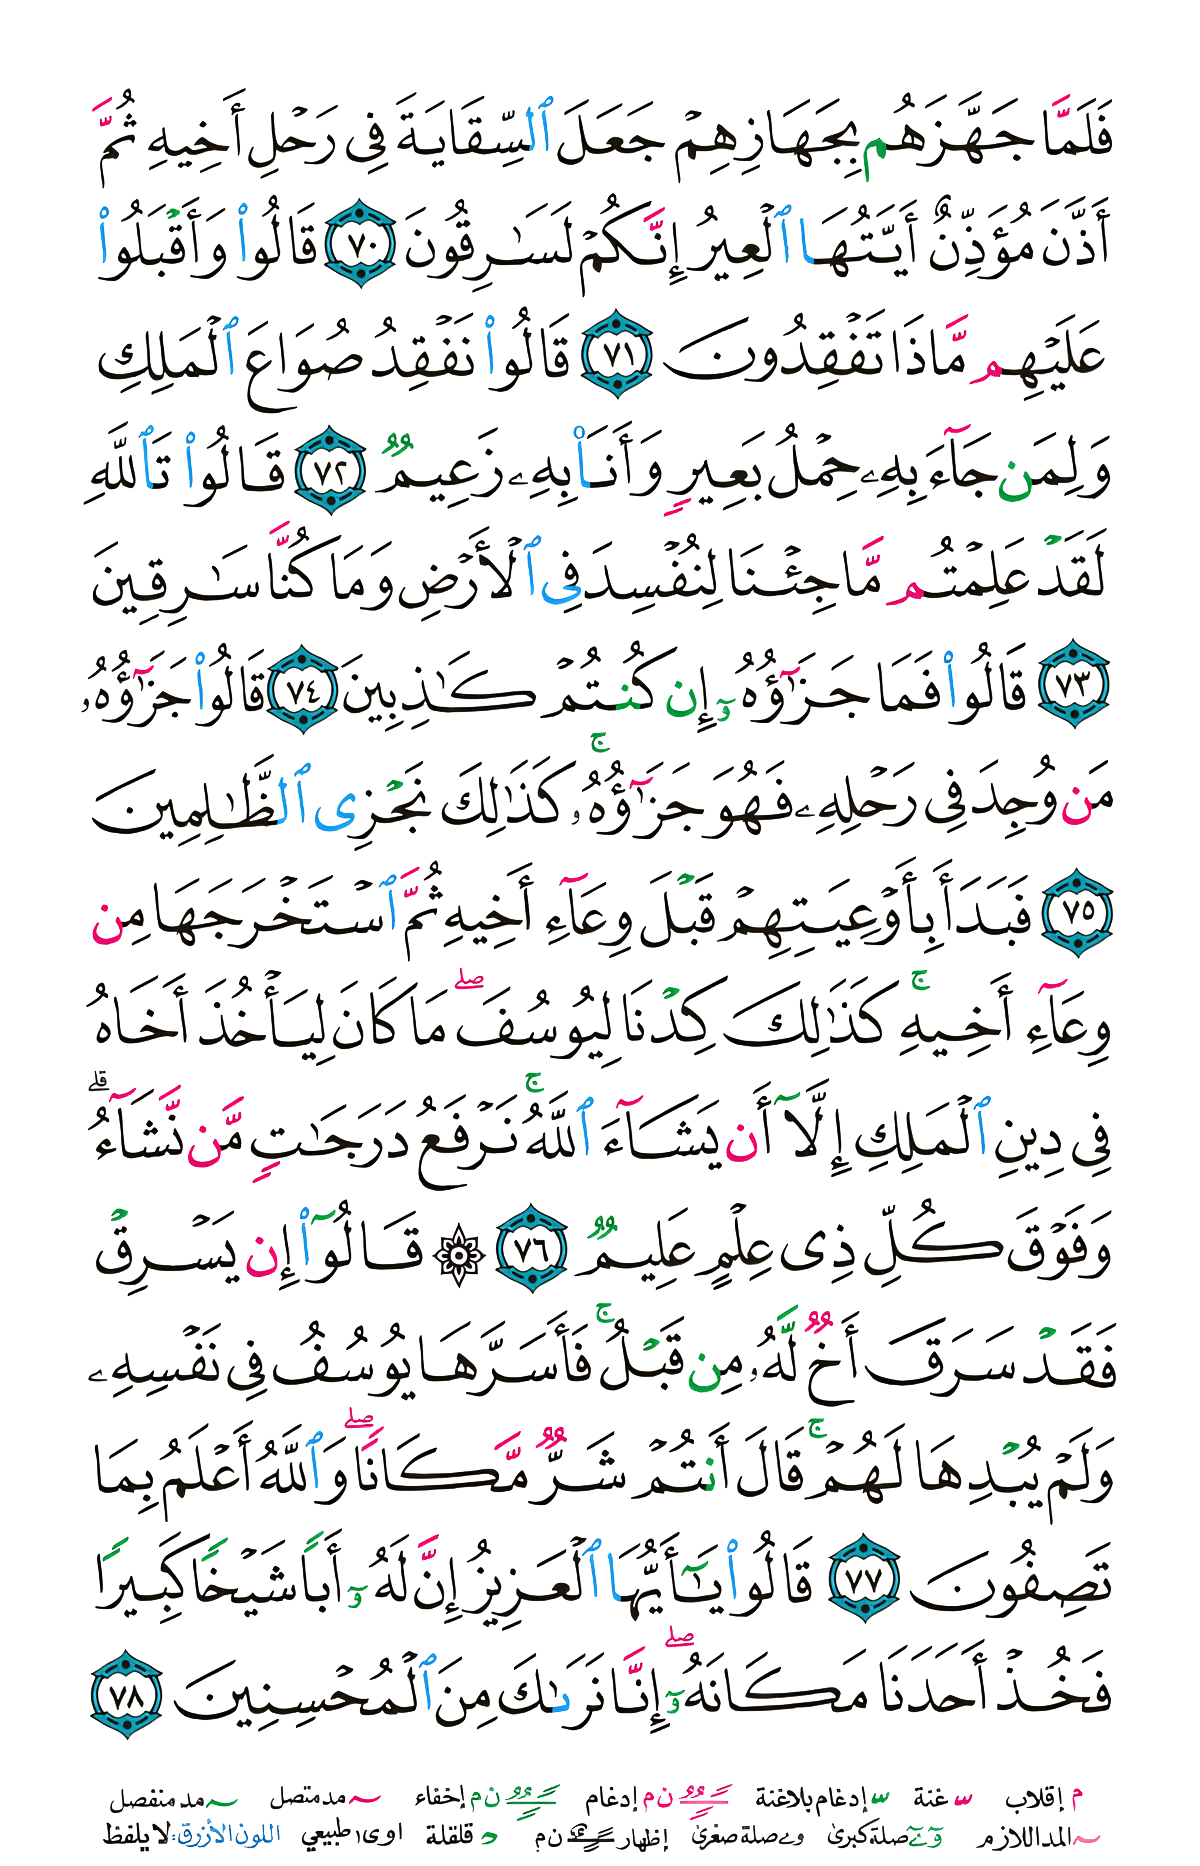 فَلَمَّا جَهَّزَهُم بِجَهَازِهِمْ جَعَلَ ٱلسِّقَايَةَ فِى رَحْلِ أَخِيهِ ثُمَّ
أَذَّنَ مُؤَذِّنٌ أَيَّتُهَا ٱلْعِيرُ إِنَّكُمْ لَسَٰرِقُونَ ٧٠ قَالُوا۟ وَأَقْبَلُوا۟
عَلَيْهِم مَّاذَا تَفْقِدُونَ ٧١ قَالُوا۟ نَفْقِدُ صُوَاعَ ٱلْمَلِكِ
وَلِمَن جَآءَ بِهِۦ حِمْلُ بَعِيرٍ وَأَنَا۠ بِهِۦ زَعِيمٌ ٧٢ قَالُوا۟ تَٱللَّهِ
لَقَدْ عَلِمْتُم مَّا جِئْنَا لِنُفْسِدَ فِى ٱلْأَرْضِ وَمَا كُنَّا سَٰرِقِينَ
٧٣ قَالُوا۟ فَمَا جَزَٰٓؤُهُۥٓ إِن كُنتُمْ كَٰذِبِينَ ٧٤ قَالُوا۟ جَزَٰٓؤُهُۥ
مَن وُجِدَ فِى رَحْلِهِۦ فَهُوَ جَزَٰٓؤُهُۥ ۚ كَذَٰلِكَ نَجْزِى ٱلظَّٰلِمِينَ
٧٥ فَبَدَأَ بِأَوْعِيَتِهِمْ قَبْلَ وِعَآءِ أَخِيهِ ثُمَّ ٱسْتَخْرَجَهَا مِن
وِعَآءِ أَخِيهِ ۚ كَذَٰلِكَ كِدْنَا لِيُوسُفَ ۖ مَا كَانَ لِيَأْخُذَ أَخَاهُ
فِى دِينِ ٱلْمَلِكِ إِلَّآ أَن يَشَآءَ ٱللَّهُ ۚ نَرْفَعُ دَرَجَٰتٍ مَّن نَّشَآءُ ۗ
وَفَوْقَ كُلِّ ذِى عِلْمٍ عَلِيمٌ ٧٦ ۞ قَالُوٓا۟ إِن يَسْرِقْ
فَقَدْ سَرَقَ أَخٌ لَّهُۥ مِن قَبْلُ ۚ فَأَسَرَّهَا يُوسُفُ فِى نَفْسِهِۦ
وَلَمْ يُبْدِهَا لَهُمْ ۚ قَالَ أَنتُمْ شَرٌّ مَّكَانًا ۖ وَٱللَّهُ أَعْلَمُ بِمَا
تَصِفُونَ ٧٧ قَالُوا۟ يَٰٓأَيُّهَا ٱلْعَزِيزُ إِنَّ لَهُۥٓ أَبًا شَيْخًا كَبِيرًا
فَخُذْ أَحَدَنَا مَكَانَهُۥٓ ۖ إِنَّا نَرَىٰكَ مِنَ ٱلْمُحْسِنِينَ ٧٨
م إقلاب غنة إدغام بلاغنة ن م إدغام ن م إخفاء مد متصل مد منفصل
المد اللازم صلة كبرى وے صلة صغرى إظهار ن م قلقلة اوى طبيعي اللون الأزرق: لا يلفظ